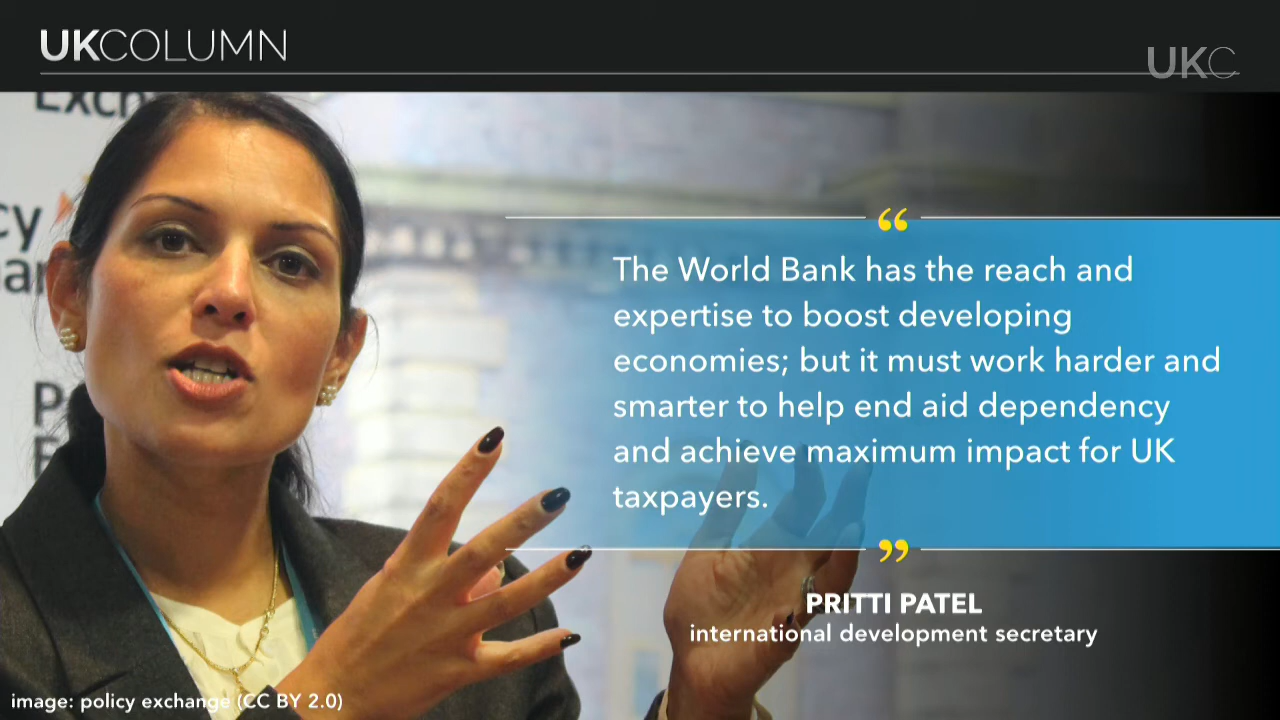 UKCOLUMN
UKC
“
The World Bank has the reach and
expertise to boost developing
economies; but it must work harder and
smarter to help end aid dependency
and achieve maximum impact for UK
taxpayers.
”
PRITTI PATEL
international development secretary
image: policy exchange (CC BY 2.0)